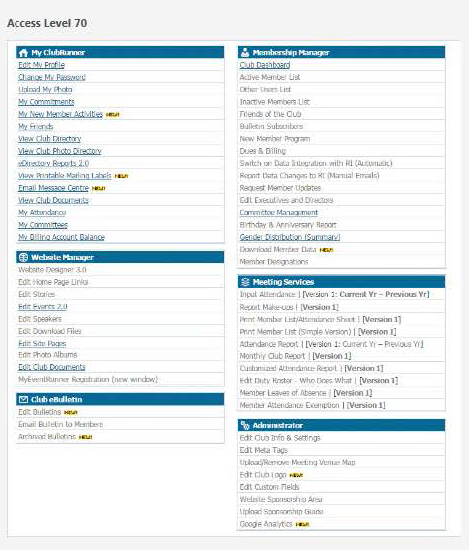 Access Level 70
My ClubRunner
Edit My Profile
Change My Password
Upload My Photo
My Commitments
My New Member Activities NEW!
My Friends
View Club Directory
View Club Photo Directory
eDirectory Reports 2.0
View Printable Mailing Labels NEW!
Email Message Centre NEW!
View Club Documents
My Attendance
My Committees
My Billing Account Balance
Website Manager
Website Designer 3.0
Edit Home Page Links
Edit Stories
Edit Events 2.0
Edit Speakers
Edit Download Files
Edit Site Pages
Edit Photo Albums
Edit Club Documents
MyEventRunner Registration (new window)
Club eBulletin
Edit Bulletins NEW!
Email Bulletin to Members
Archived Bulletins NEW!
Membership Manager
Club Dashboard
Active Member List
Other Users List
Inactive Members List
Friends of the Club
Bulletin Subscribers
New Member Program
Dues & Billing
Switch on Data Integration with RI (Automatic)
Report Data Changes to RI (Manual Emails)
Request Member Updates
Edit Executives and Directors
Committee Management
Birthday & Anniversary Report
Gender Distribution (Summary)
Download Member Data NEW!
Member Designations
Meeting Services
Input Attendance | [Version 1: Current Yr – Previous Yr]
Report Make-ups | [Version 1]
Print Member List/Attendance Sheet | [Version 1]
Print Member List (Simple Version) | [Version 1]
Attendance Report | [Version 1: Current Yr – Previous Yr]
Monthly Club Report | [Version 1]
Customized Attendance Report | [Version 1]
Edit Duty Roster - Who Does What | [Version 1]
Member Leaves of Absence | [Version 1]
Member Attendance Exemption | [Version 1]
Administrator
Edit Club Info & Settings
Edit Meta Tags
Upload/Remove Meeting Venue Map
Edit Club Logo NEW!
Edit Custom Fields
Website Sponsorship Area
Upload Sponsorship Guide
Google Analytics NEW!